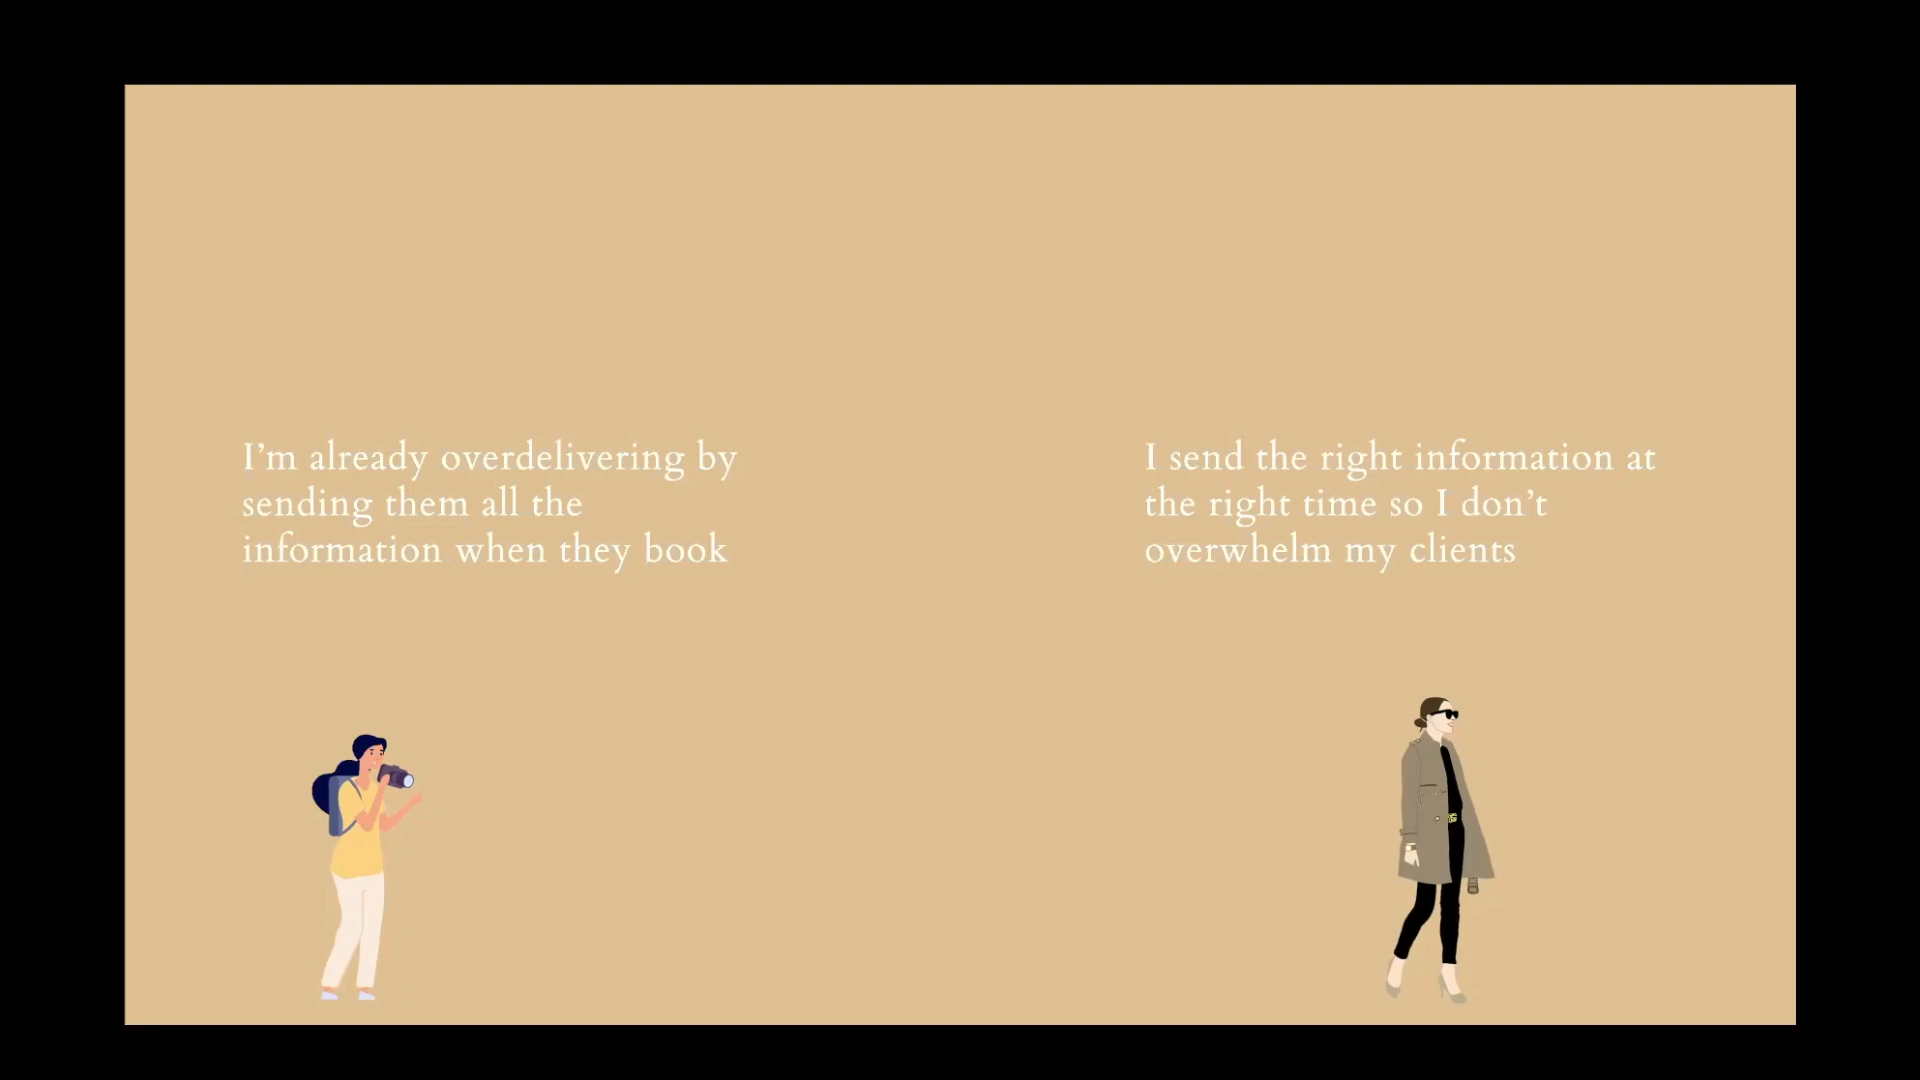 I’m already overdelivering by
sending them all the
information when they book
I send the right information at
the right time so I don’t
overwhelm my clients